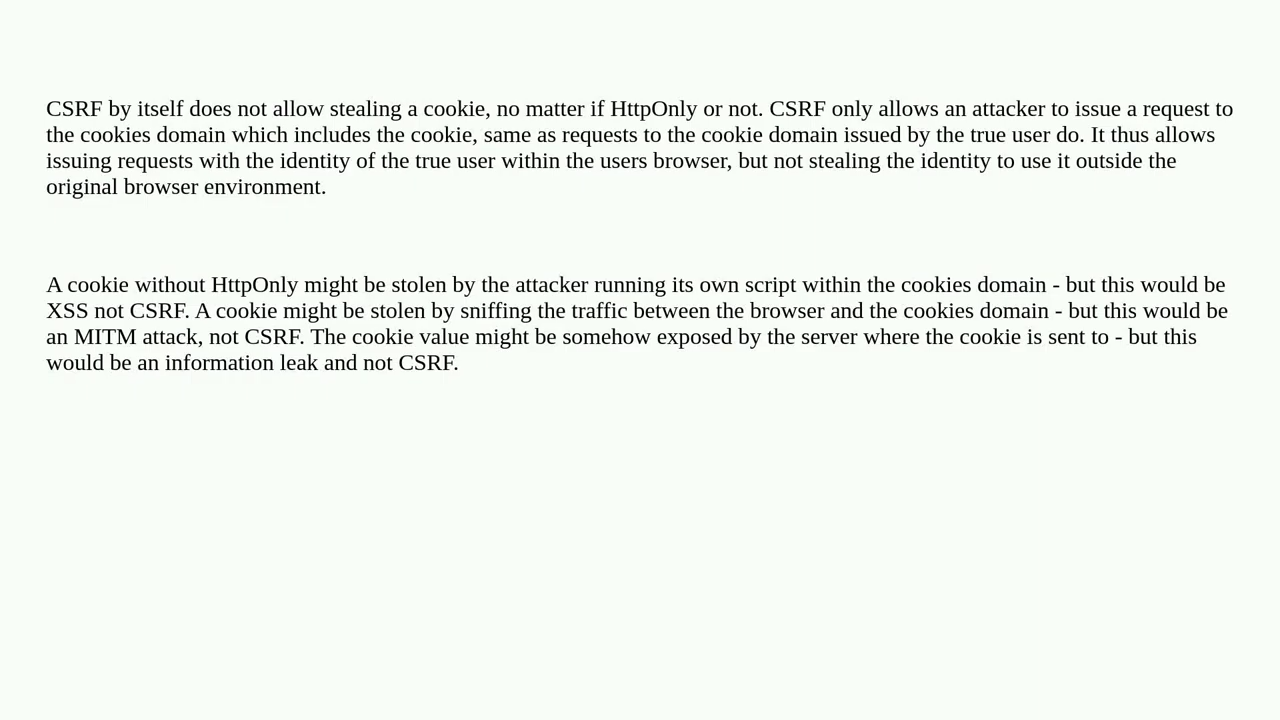 CSRF by itself does not allow stealing a cookie, no matter if HttpOnly or not. CSRF only allows an attacker to issue a request to
the cookies domain which includes the cookie, same as requests to the cookie domain issued by the true user do. It thus allows
issuing requests with the identity of the true user within the users browser, but not stealing the identity to use it outside the
original browser environment.
A cookie without HttpOnly might be stolen by the attacker running its own script within the cookies domain - but this would be
XSS not CSRF. A cookie might be stolen by sniffing the traffic between the browser and the cookies domain - but this would be
an MITM attack, not CSRF. The cookie value might be somehow exposed by the server where the cookie is sent to - but this
would be an information leak and not CSRF.